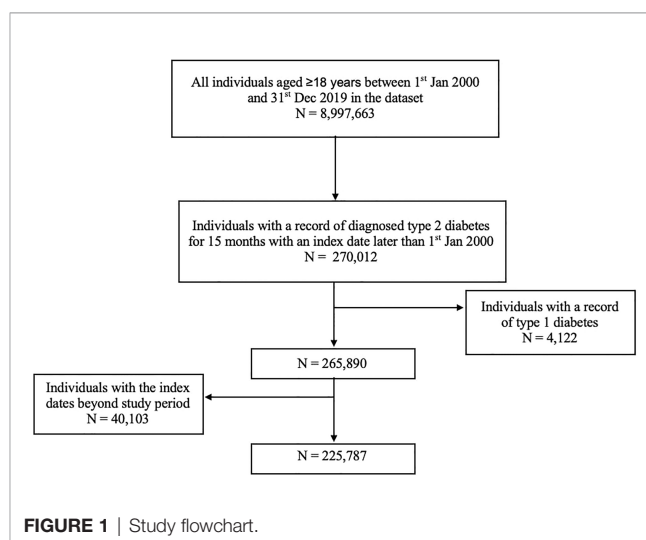 All individuals aged ≥18 years between 1st Jan 2000
and 31st Dec 2019 in the dataset
N = 8,997,663
Individuals with a record of diagnosed type 2 diabetes
for 15 months with an index date later than 1st Jan 2000
N = 270,012
Individuals with a record
of type 1 diabetes
N = 4,122
N = 265,890
Individuals with the index
dates beyond study period
N = 40,103
N = 225,787
FIGURE 1 | Study flowchart.